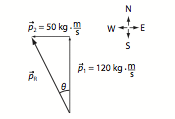 p⃗₂ = 50 kg · m/s
N
W E
S
p⃗R
θ
p⃗₁ = 120 kg · m/s